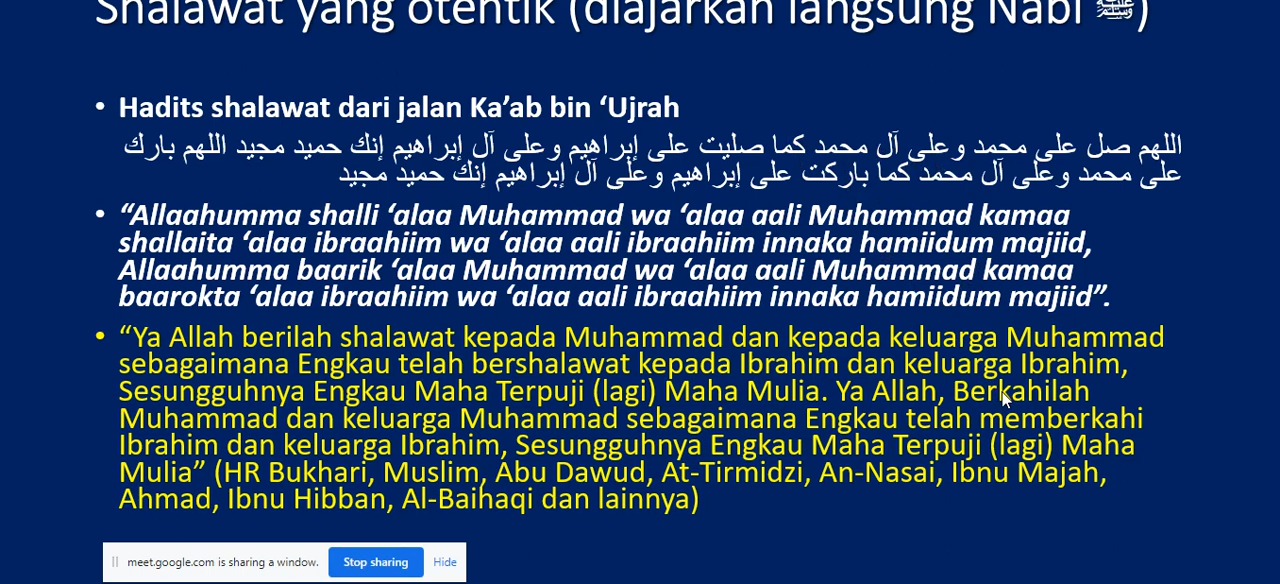 Shalawat yang otentik (diajarkan langsung Nabi ﷺ)
• Hadits shalawat dari jalan Ka’ab bin ‘Ujrah
اللهم صل على محمد وعلى آل محمد كما صليت على إبراهيم وعلى آل إبراهيم إنك حميد مجيد اللهم بارك
على محمد وعلى آل محمد كما باركت على إبراهيم وعلى آل إبراهيم إنك حميد مجيد
• “Allaahumma shalli ‘alaa Muhammad wa ‘alaa aali Muhammad kamaa
shallaita ‘alaa ibraahiim wa ‘alaa aali ibraahiim innaka hamiidum majiid,
Allaahumma baarik ‘alaa Muhammad wa ‘alaa aali Muhammad kamaa
baarokta ‘alaa ibraahiim wa ‘alaa aali ibraahiim innaka hamiidum majiid”.
• “Ya Allah berilah shalawat kepada Muhammad dan kepada keluarga Muhammad
sebagaimana Engkau telah bershalawat kepada Ibrahim dan keluarga Ibrahim,
Sesungguhnya Engkau Maha Terpuji (lagi) Maha Mulia. Ya Allah, Berkahilah
Muhammad dan keluarga Muhammad sebagaimana Engkau telah memberkahi
Ibrahim dan keluarga Ibrahim, Sesungguhnya Engkau Maha Terpuji (lagi) Maha
Mulia” (HR Bukhari, Muslim, Abu Dawud, At-Tirmidzi, An-Nasai, Ibnu Majah,
Ahmad, Ibnu Hibban, Al-Baihaqi dan lainnya)
meet.google.com is sharing a window. Stop sharing Hide